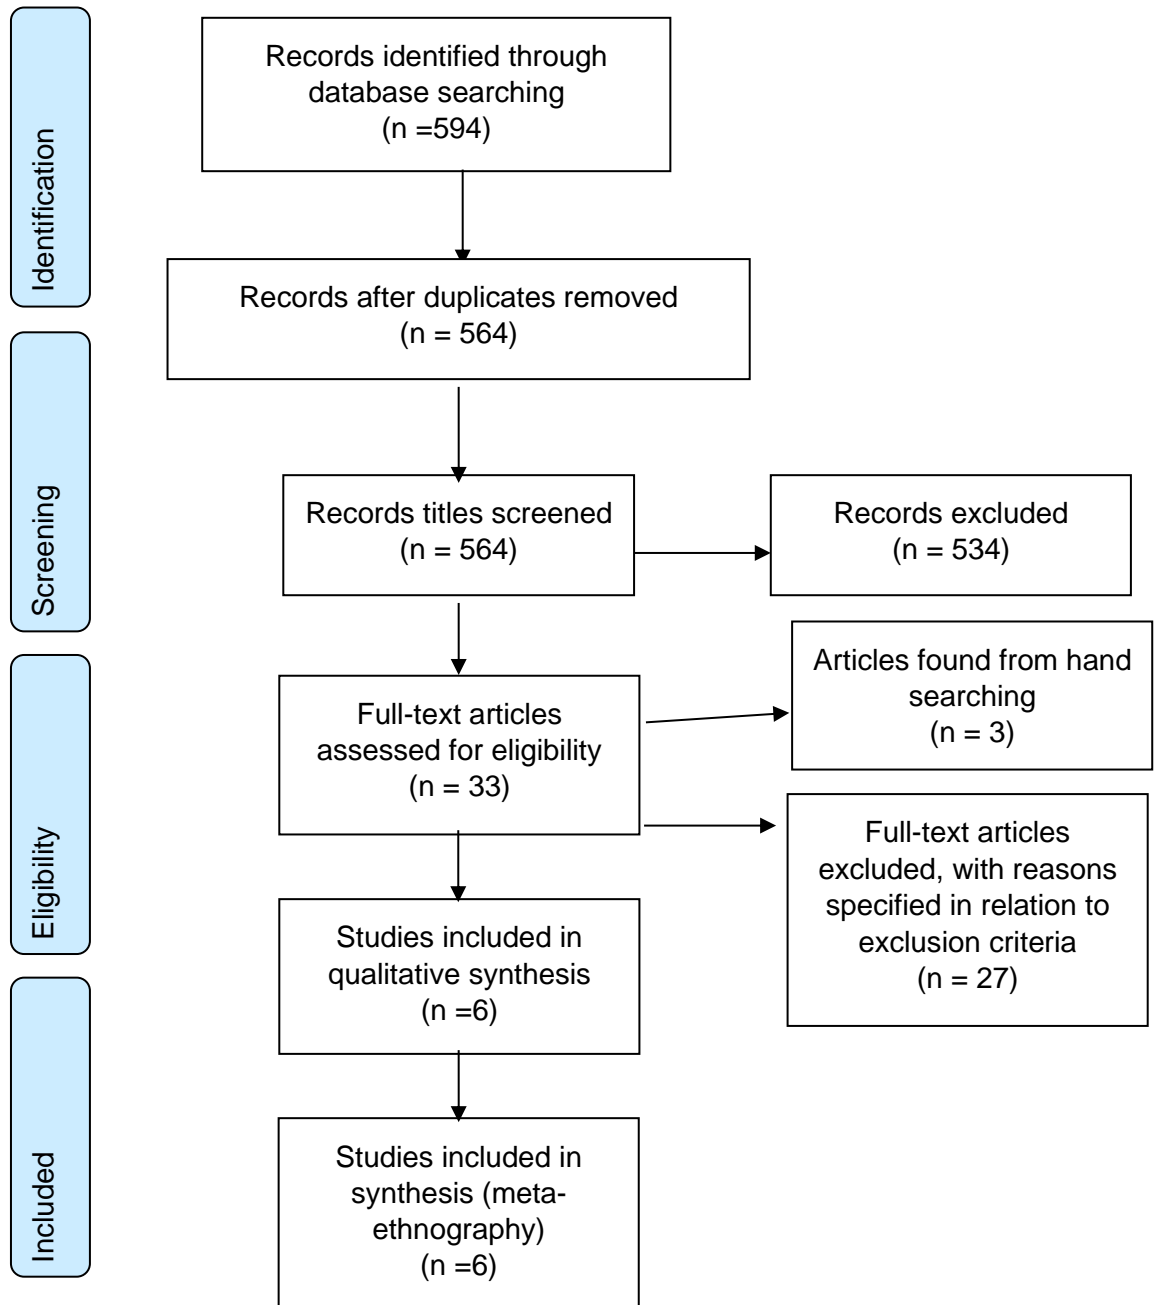 Identification
Records identified through
database searching
(n =594)
Records after duplicates removed
(n = 564)
Screening
Records titles screened
(n = 564)
Records excluded
(n = 534)
Eligibility
Full-text articles
assessed for eligibility
(n = 33)
Articles found from hand
searching
(n = 3)
Full-text articles
excluded, with reasons
specified in relation to
exclusion criteria
(n = 27)
Studies included in
qualitative synthesis
(n =6)
Included
Studies included in
synthesis (meta-
ethnography)
(n =6)